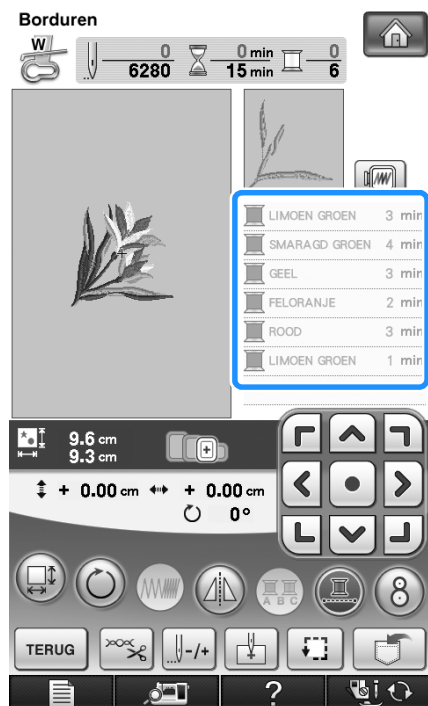 Borduren
W
0
6280
0 min
15 min
0
6
LIMOEN GROEN 3 min
SMARAGD GROEN 4 min
GEEL 3 min
FELORANJE 2 min
ROOD 3 min
LIMOEN GROEN 1 min
9.6 cm
9.3 cm
+ 0.00 cm + 0.00 cm
0°
A B C
8
TERUG
-/+
?